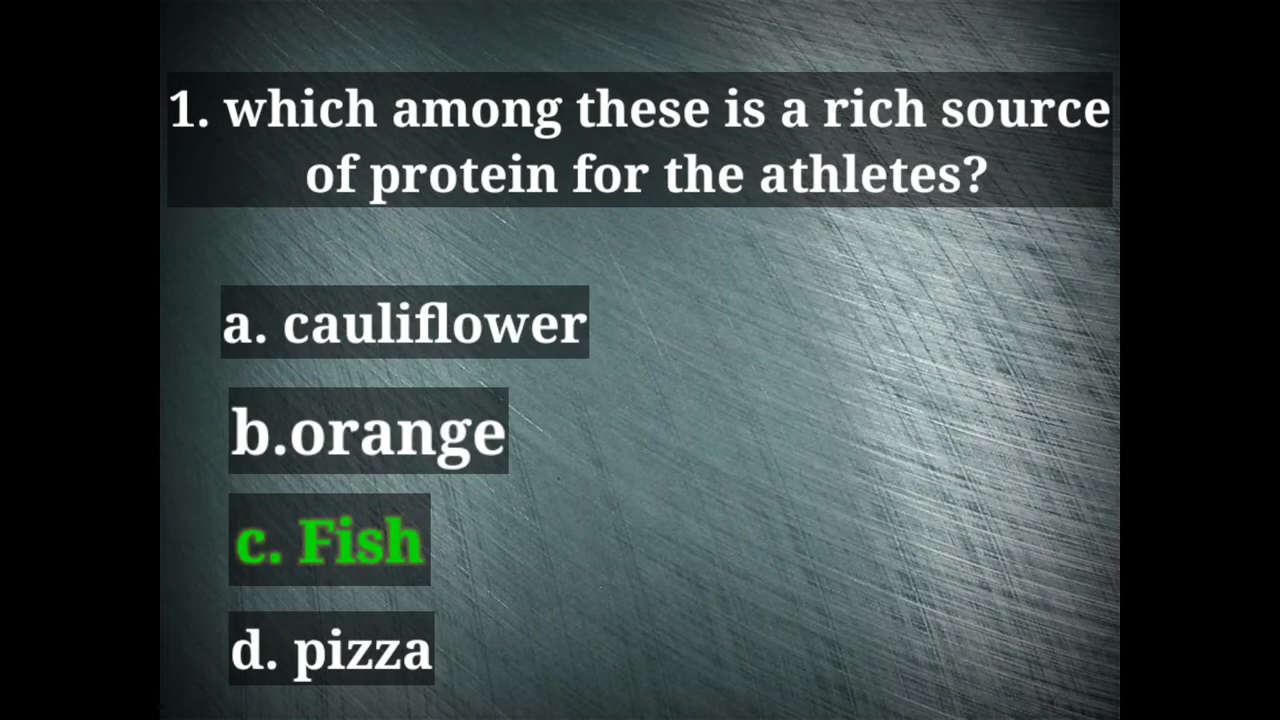 1. which among these is a rich source
of protein for the athletes?
a. cauliflower
b.orange
c. Fish
d. pizza